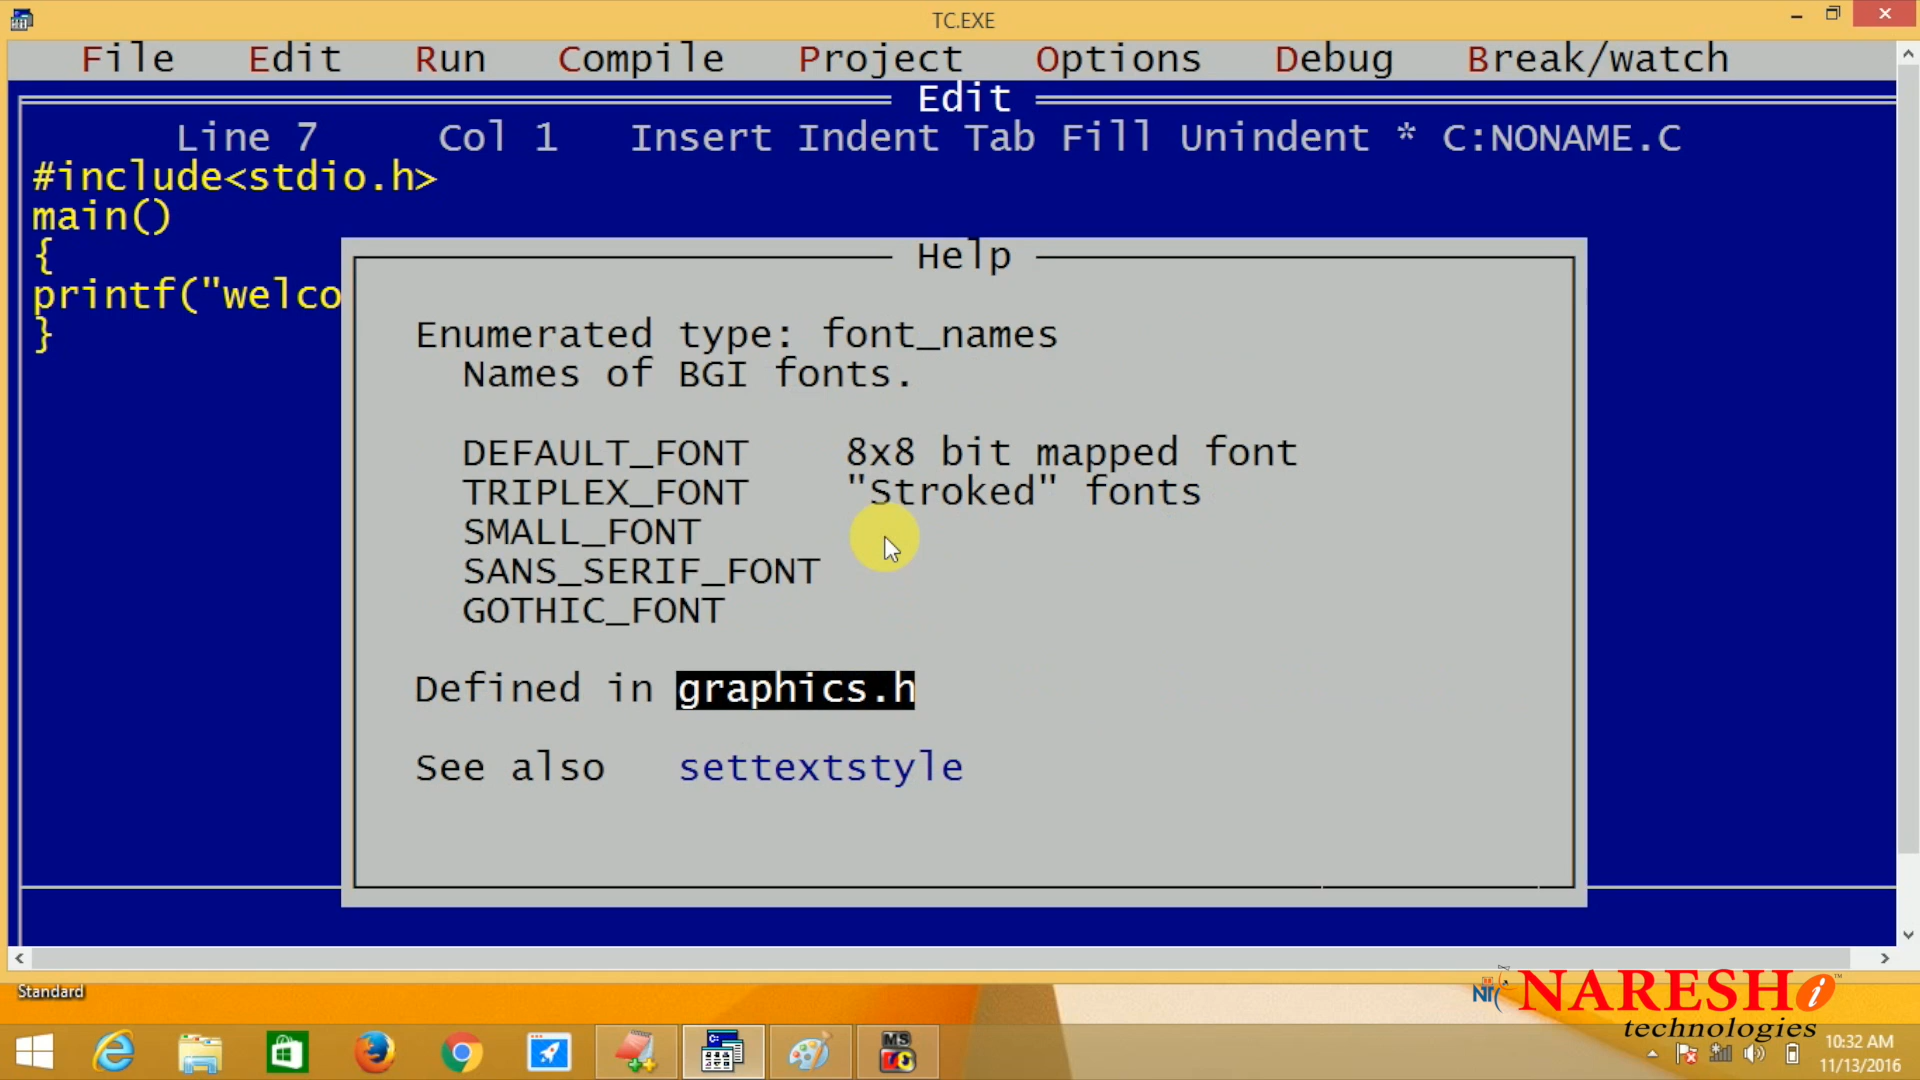 TC.EXE
File Edit Run Compile Project Options Debug Break/watch
Edit
Line 7 Col 1 Insert Indent Tab Fill Unindent * C:NONAME.C
#include<stdio.h>
main()
{
printf("welco
}
Help
Enumerated type: font_names
Names of BGI fonts.
DEFAULT_FONT 8x8 bit mapped font
TRIPLEX_FONT "Stroked" fonts
SMALL_FONT
SANS_SERIF_FONT
GOTHIC_FONT
Defined in graphics.h
See also settextstyle
Standard
NARESH i
technologies
MS
10:32 AM
11/13/2016